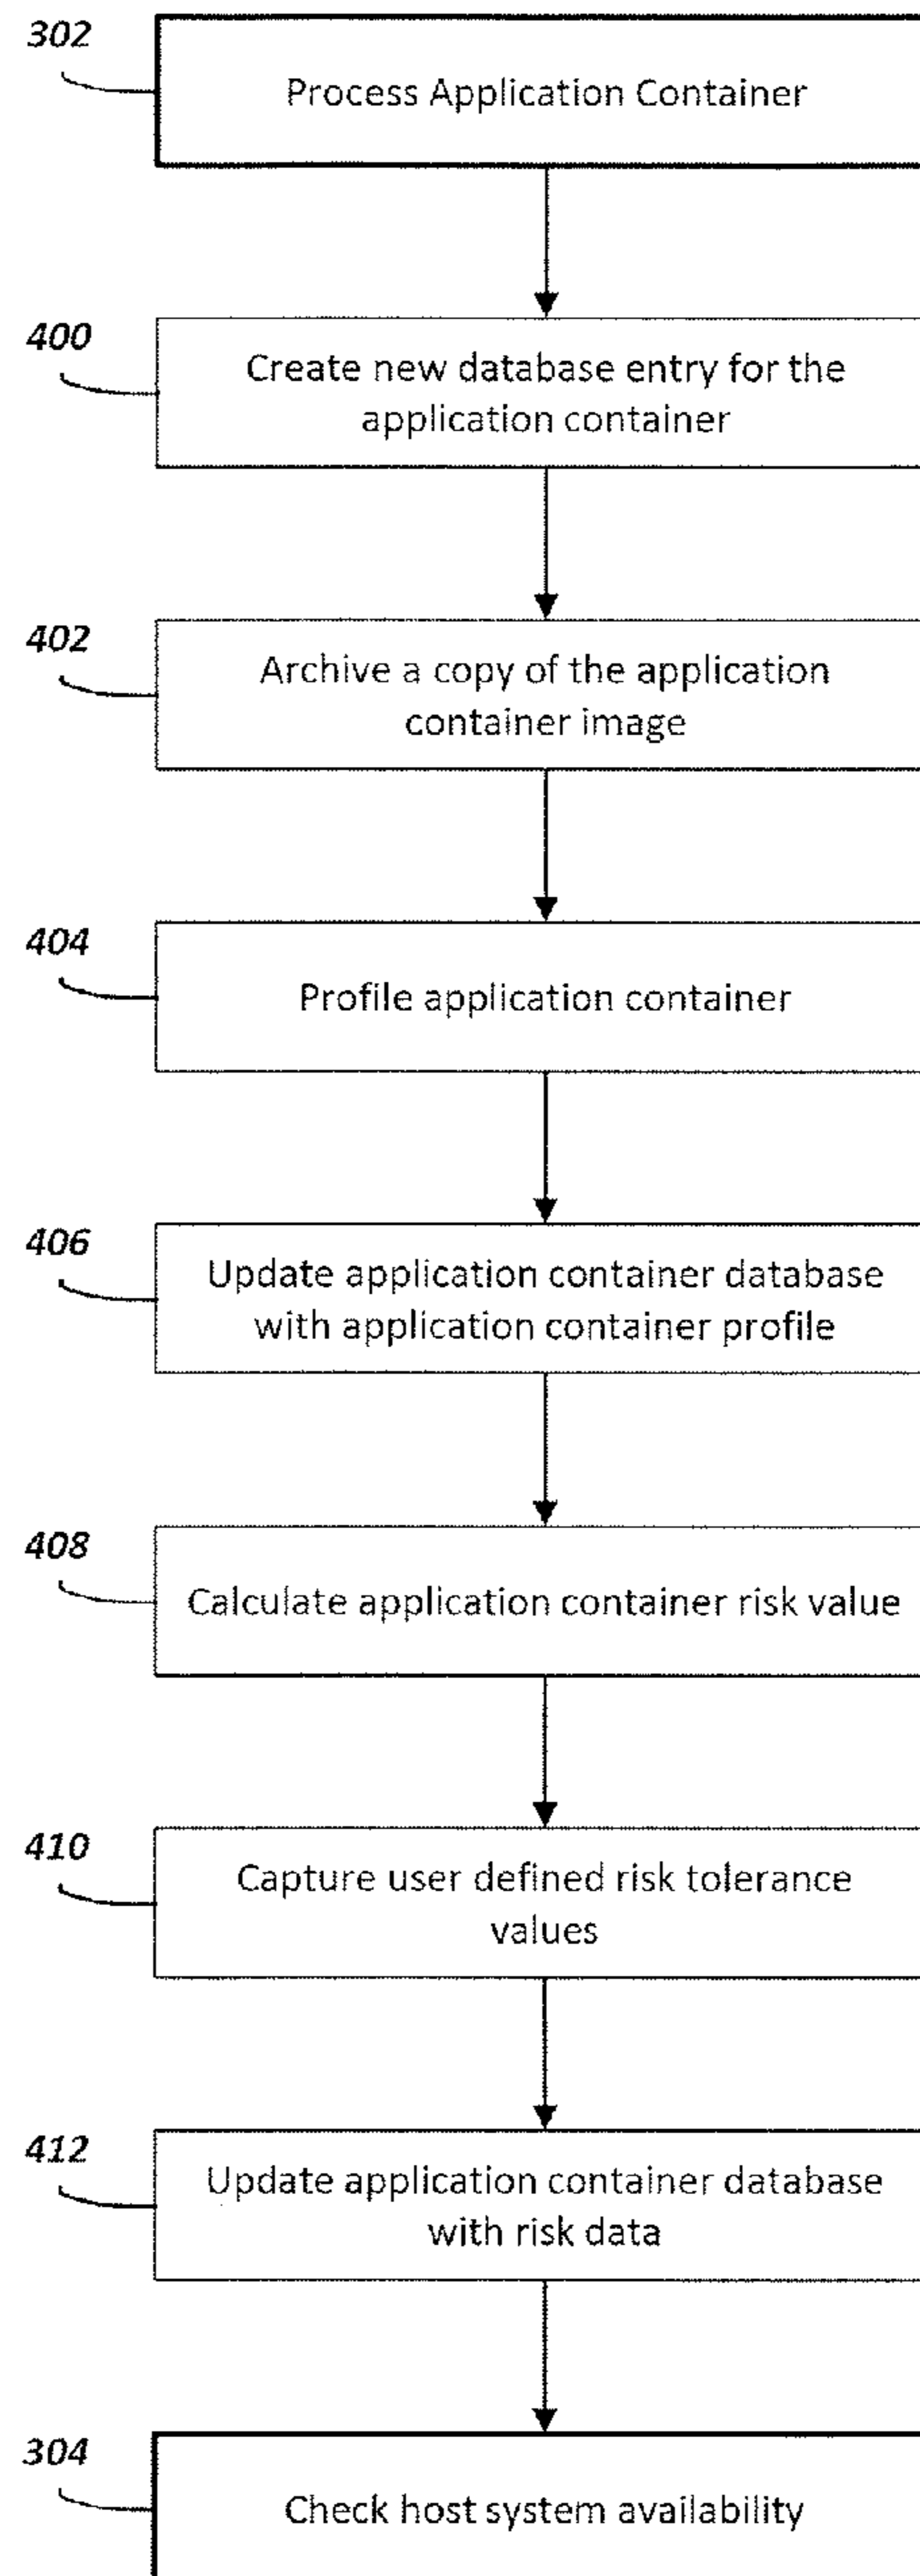 302
Process Application Container
400
Create new database entry for the
application container
402
Archive a copy of the application
container image
404
Profile application container
406
Update application container database
with application container profile
408
Calculate application container risk value
410
Capture user defined risk tolerance
values
412
Update application container database
with risk data
304
Check host system availability